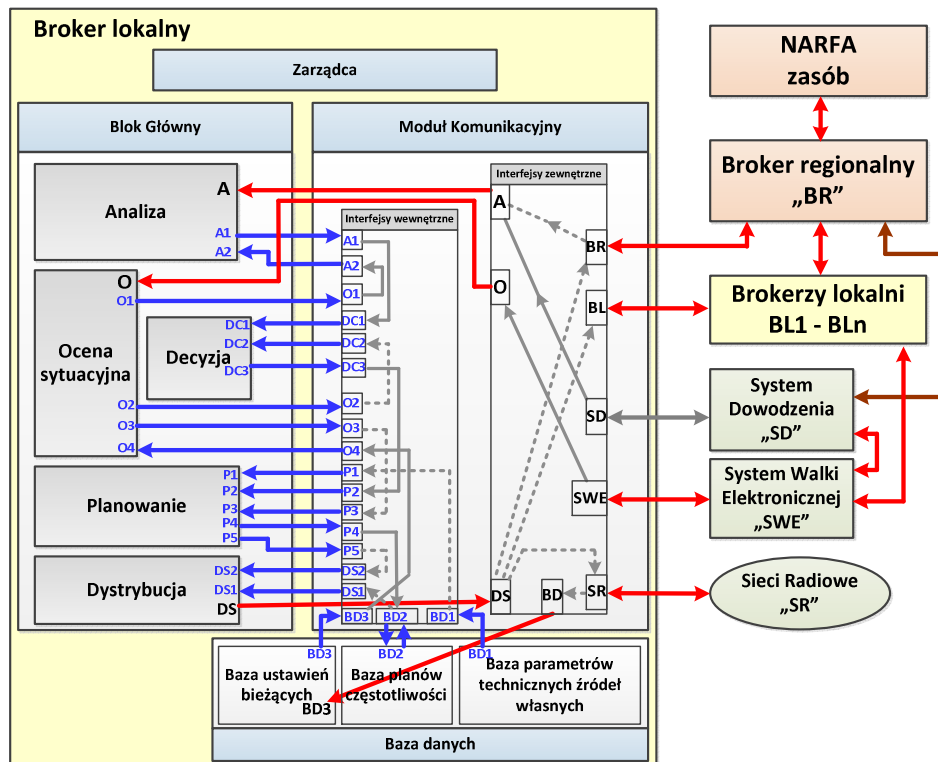 Broker lokalny
Zarządca
Blok Główny
Moduł Komunikacyjny
Analiza
A
A1
A2
O
O1
Ocena
sytuacyjna
O2
O3
O4
Decyzja
DC1
DC2
DC3
Planowanie
P1
P2
P3
P4
P5
Dystrybucja
DS2
DS1
DS
Interfejsy wewnętrzne
A1
A2
O1
DC1
DC2
DC3
O2
O3
O4
P1
P2
P3
P4
P5
DS2
DS1
BD3
BD2
BD1
Interfejsy zewnętrzne
A
O
BR
BL
SD
SWE
DS
BD
SR
BD3
BD2
BD1
Baza ustawień
bieżących
BD3
Baza planów
częstotliwości
Baza parametrów
technicznych źródeł
własnych
Baza danych
NARFA
zasób
Broker regionalny
„BR”
Brokerzy lokalni
BL1 - BLn
System
Dowodzenia
„SD”
System Walki
Elektronicznej
„SWE”
Sieci Radiowe
„SR”